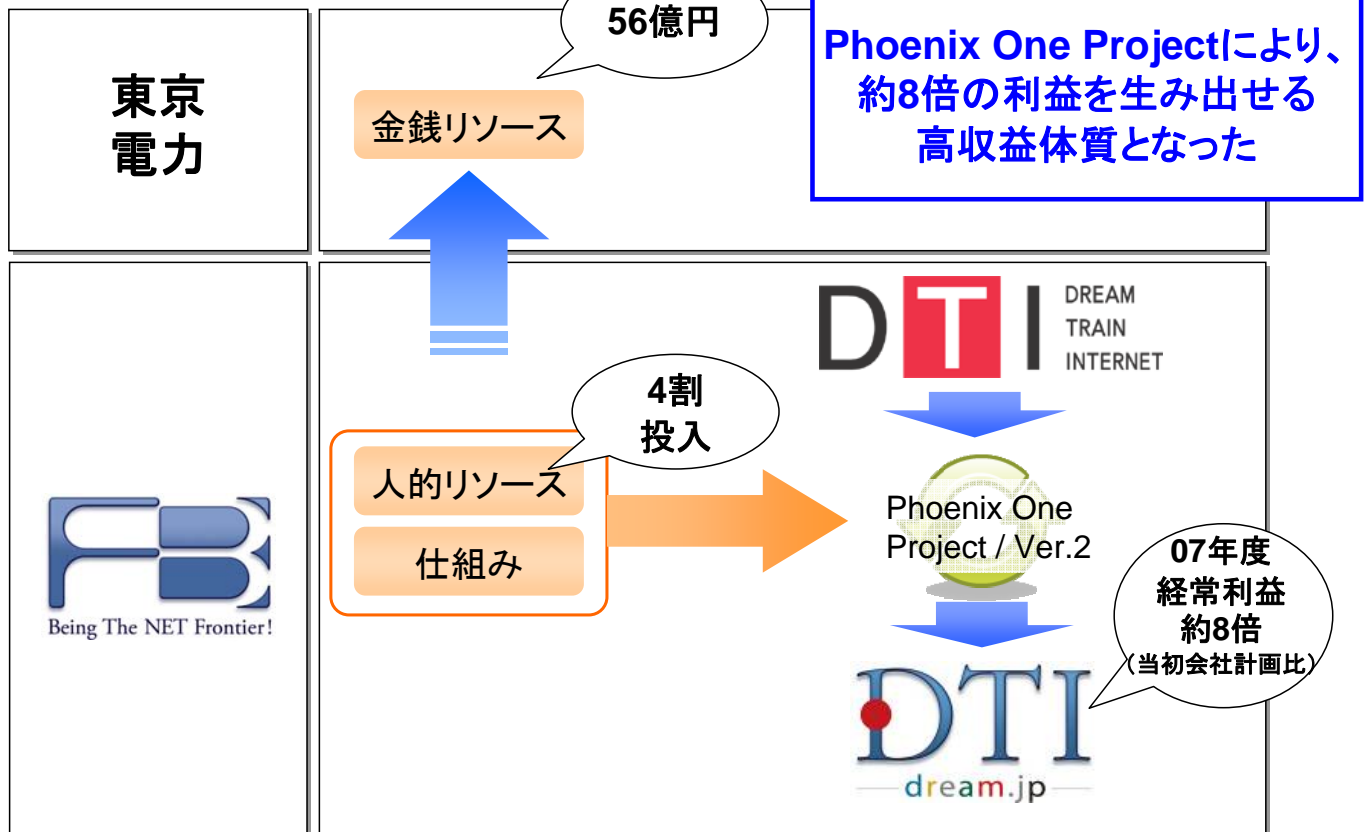 56億円
Phoenix One Projectにより、
約8倍の利益を生み出せる
高収益体質となった
東京
電力
金銭リソース
DTI
DREAM
TRAIN
INTERNET
4割
投入
人的リソース
仕組み
Phoenix One
Project / Ver.2
07年度
経常利益
約8倍
(当初会社計画比)
FB
Being The NET Frontier!
DTI
dream.jp